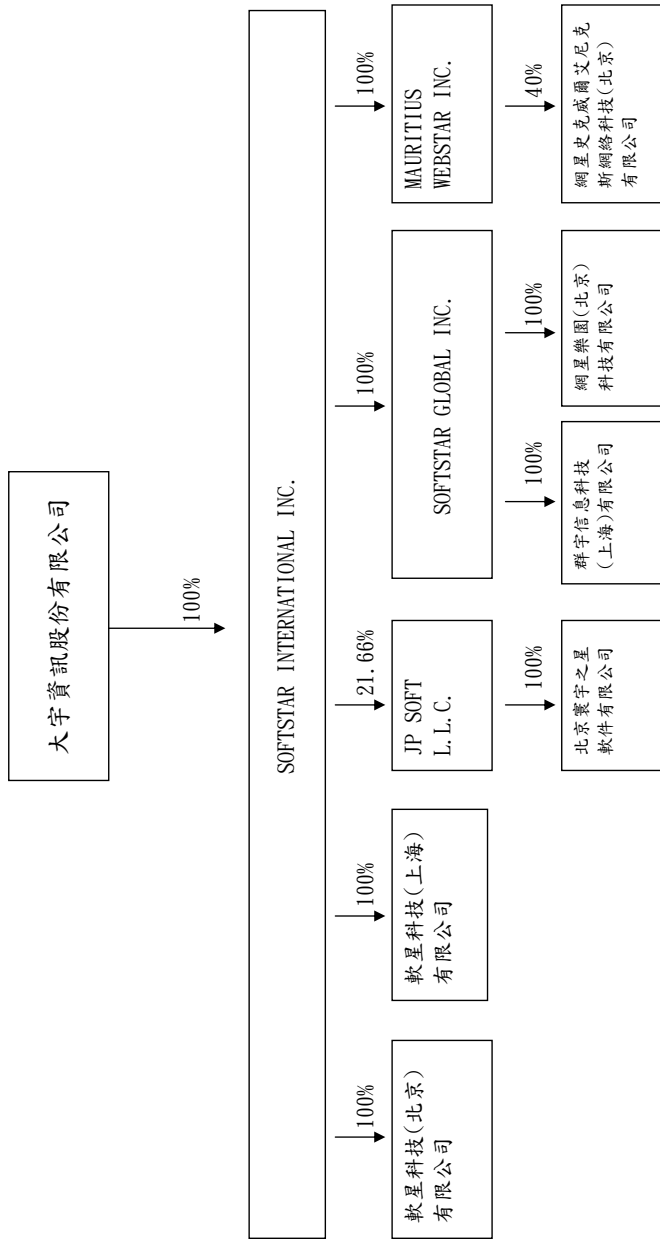 大宇資訊股份有限公司
100%
SOFTSTAR INTERNATIONAL INC.
100%
100%
21.66%
100%
100%
軟星科技(北京)
有限公司
軟星科技(上海)
有限公司
JP SOFT
L.L.C.
SOFTSTAR GLOBAL INC.
MAURITIUS
WEBSTAR INC.
100%
100%
100%
40%
北京寰宇之星
軟件有限公司
群宇信息科技
(上海)有限公司
網星樂園(北京)
科技有限公司
網星史克威爾艾尼克
斯網絡科技(北京)
有限公司